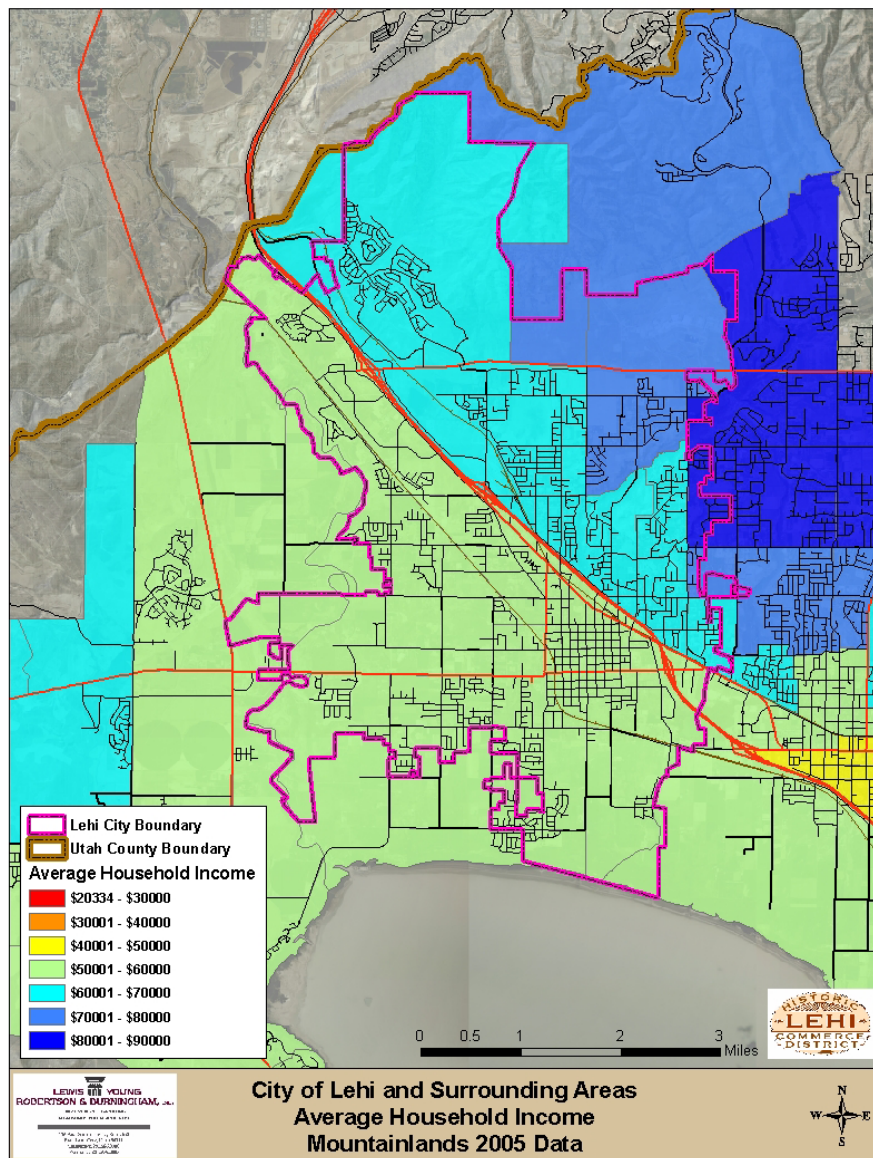 Lehi City Boundary
Utah County Boundary
Average Household Income
$20334 - $30000
$30001 - $40000
$40001 - $50000
$50001 - $60000
$60001 - $70000
$70001 - $80000
$80001 - $90000
0 0.5 1 2 3
Miles
HISTORIC
LEHI
COMMERCE
DISTRICT
LEWIS YOUNG
ROBERTSON & BURNINGHAM, INC.
City of Lehi and Surrounding Areas
Average Household Income
Mountainlands 2005 Data
N
W E
S